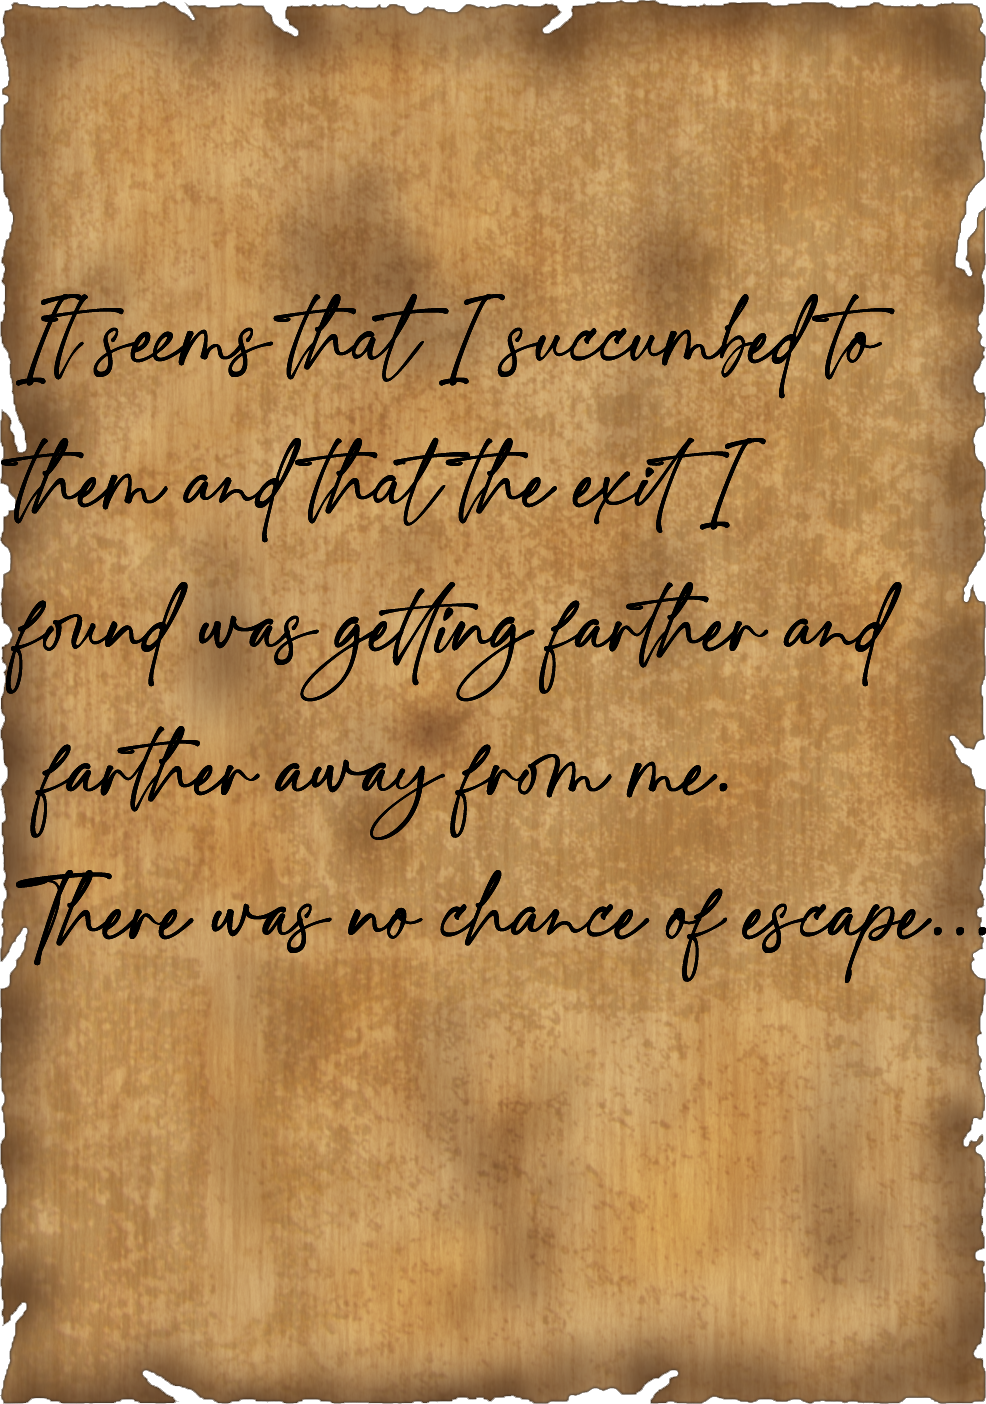 It seems that I succumbed to
them and that the exit I
found was getting farther and
farther away from me.
There was no chance of escape...